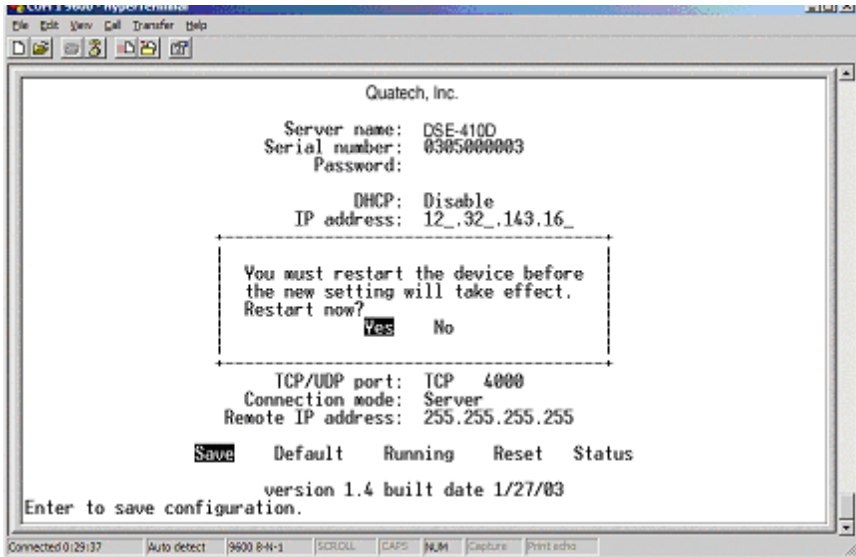 COM 1 9600 - HyperTerminal
File Edit View Call Transfer Help
Quatech, Inc.
Server name: DSE-410D
Serial number: 0305000003
Password:
DHCP: Disable
IP address: 12_.32_.143.16_
You must restart the device before
the new setting will take effect.
Restart now?
Yes No
TCP/UDP port: TCP 4000
Connection mode: Server
Remote IP address: 255.255.255.255
Save Default Running Reset Status
version 1.4 built date 1/27/03
Enter to save configuration.
Connected 0:29:37 Auto detect 9600 8-N-1 SCROLL CAPS NUM Capture Print echo